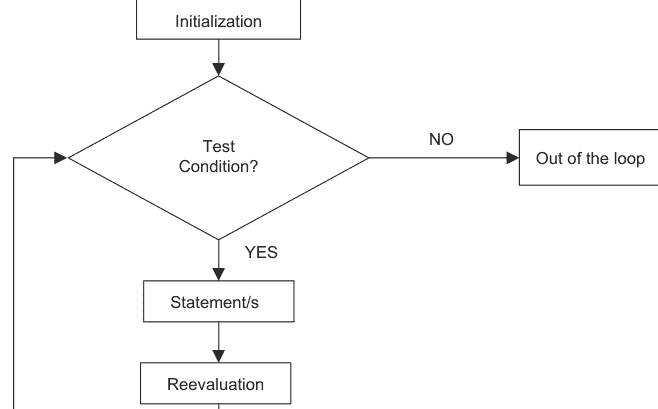 Initialization
Test
Condition?
NO
Out of the loop
YES
Statement/s
Reevaluation